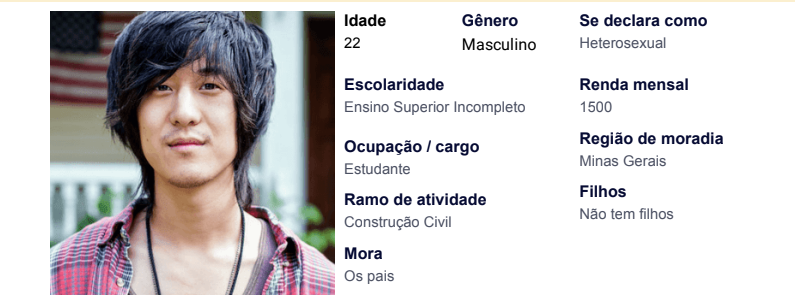 Idade
22
Gênero
Masculino
Se declara como
Heterosexual
Escolaridade
Ensino Superior Incompleto
Renda mensal
1500
Ocupação / cargo
Estudante
Região de moradia
Minas Gerais
Ramo de atividade
Construção Civil
Filhos
Não tem filhos
Mora
Os pais